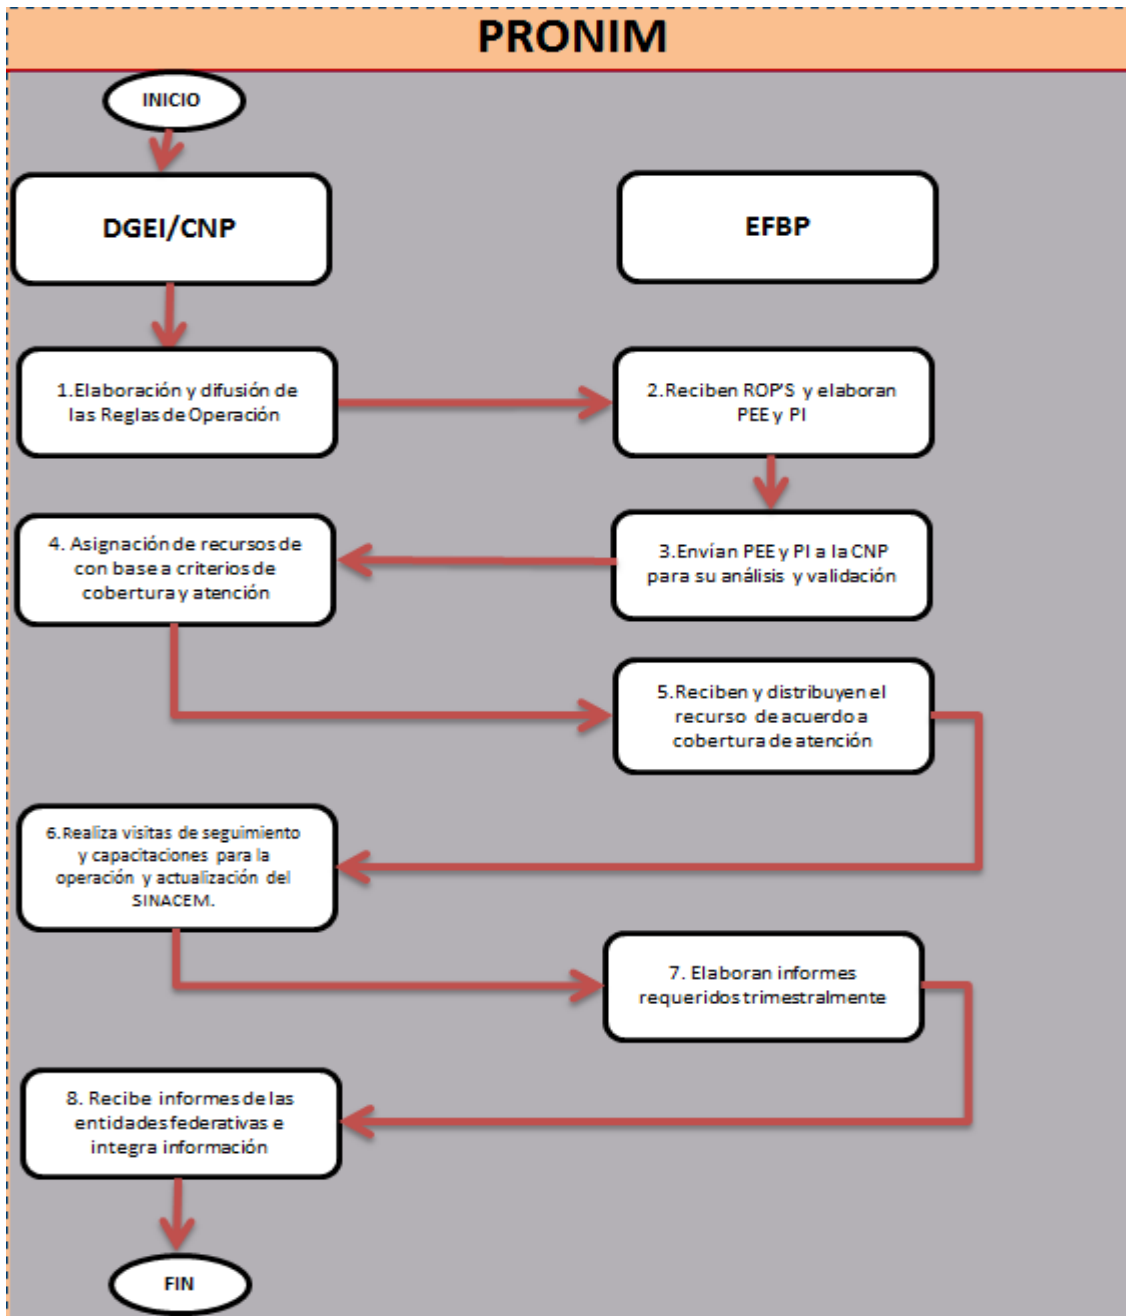 PRONIM
INICIO
DGEI/CNP
EFBP
1.Elaboración y difusión de
las Reglas de Operación
2.Reciben ROP'S y elaboran
PEE y PI
3.Envían PEE y PI a la CNP
para su análisis y validación
4. Asignación de recursos de
con base a criterios de
cobertura y atención
5.Reciben y distribuyen el
recurso de acuerdo a
cobertura de atención
6.Realiza visitas de seguimiento
y capacitaciones para la
operación y actualización del
SINACEM.
7. Elaboran informes
requeridos trimestralmente
8. Recibe informes de las
entidades federativas e
integra información
FIN